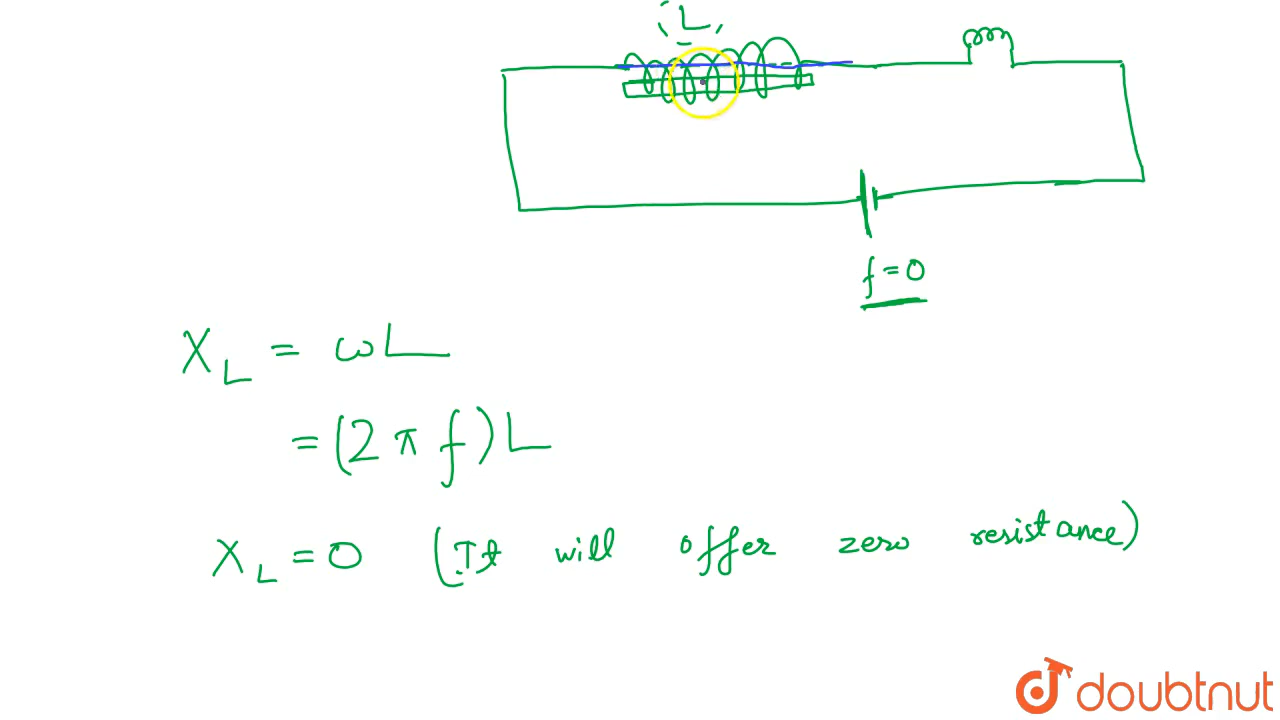 L
f = 0
X_L = ωL
= (2πf)L
X_L = 0 (It will offer zero resistance)
doubtnut